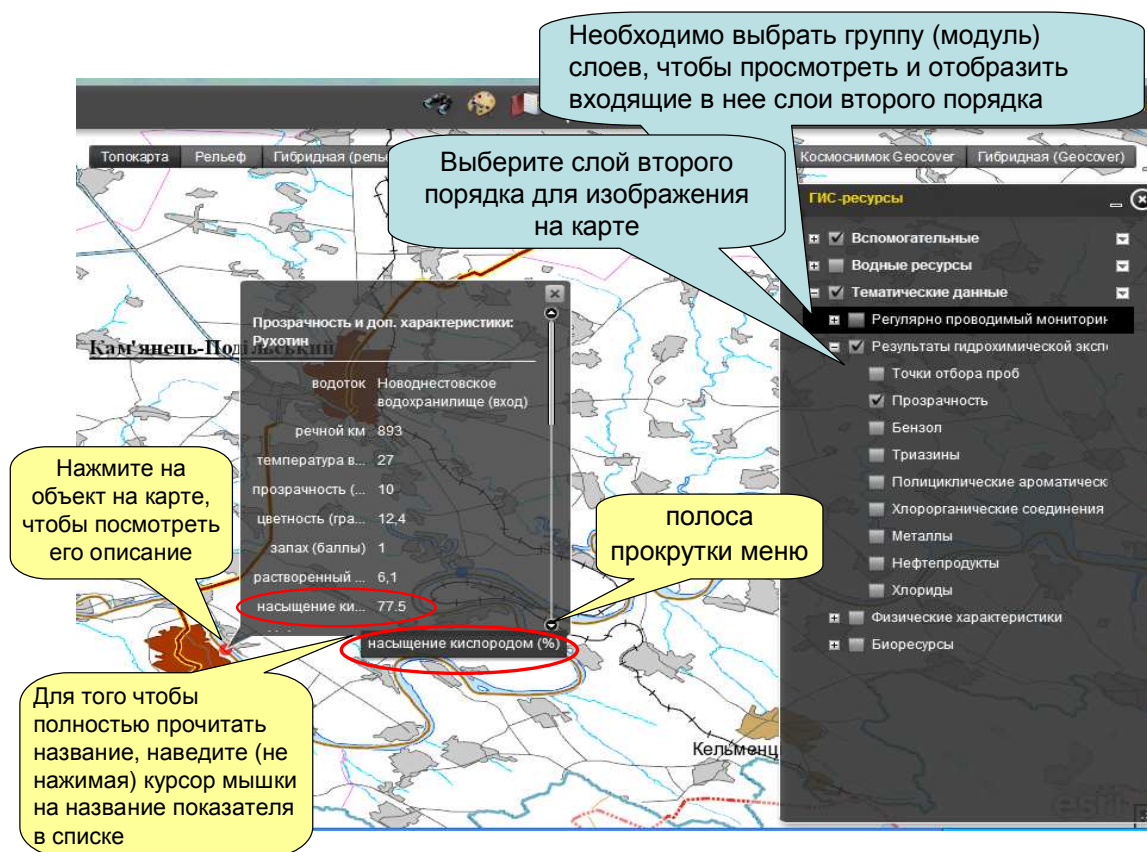 Необходимо выбрать группу (модуль)
слоев, чтобы просмотреть и отобразить
входящие в нее слои второго порядка
Топокарта Рельеф Гибридная (рель
Космоснимок Geocover Гибридная (Geocover)
Выберите слой второго
порядка для изображения
на карте
ГИС-ресурсы
Вспомогательные
Водные ресурсы
Тематические данные
Регулярно проводимый мониторин
Результаты гидрохимической эксп
Точки отбора проб
Прозрачность
Бензол
Триазины
Полициклические ароматическ
Хлорорганические соединения
Металлы
Нефтепродукты
Хлориды
Физические характеристики
Биоресурсы
Кам'янець-Подільський
Прозрачность и доп. характеристики:
Рухотин
водоток Новоднестовское
водохранилище (вход)
речной км 893
температура в... 27
прозрачность (... 10
цветность (гра... 12,4
запах (баллы) 1
растворенный ... 6,1
насыщение ки... 77.5
насыщение кислородом (%)
Нажмите на
объект на карте,
чтобы посмотреть
его описание
полоса
прокрутки меню
Для того чтобы
полностью прочитать
название, наведите (не
нажимая) курсор мышки
на название показателя
в списке
Кельменц
esri